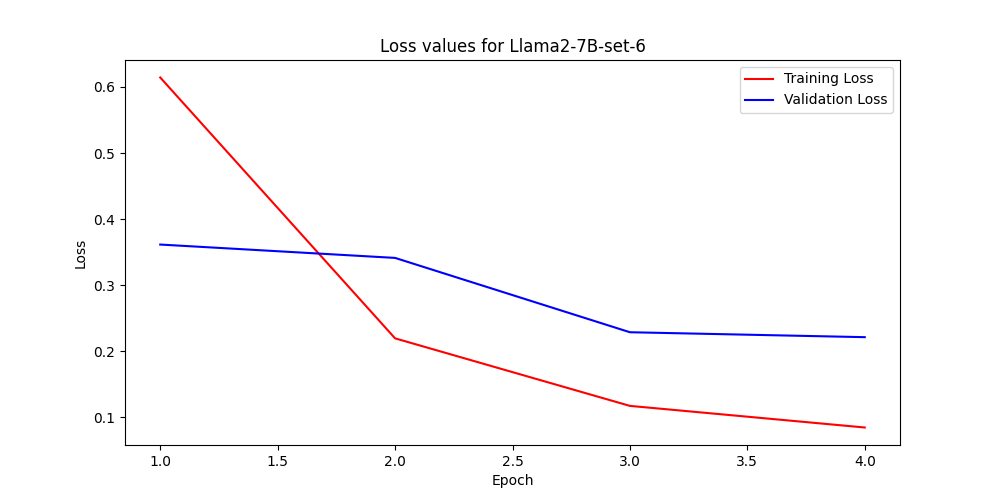 Loss values for Llama2-7B-set-6
Training Loss
Validation Loss
0.6
0.5
0.4
0.3
0.2
0.1
Loss
1.0 1.5 2.0 2.5 3.0 3.5 4.0
Epoch